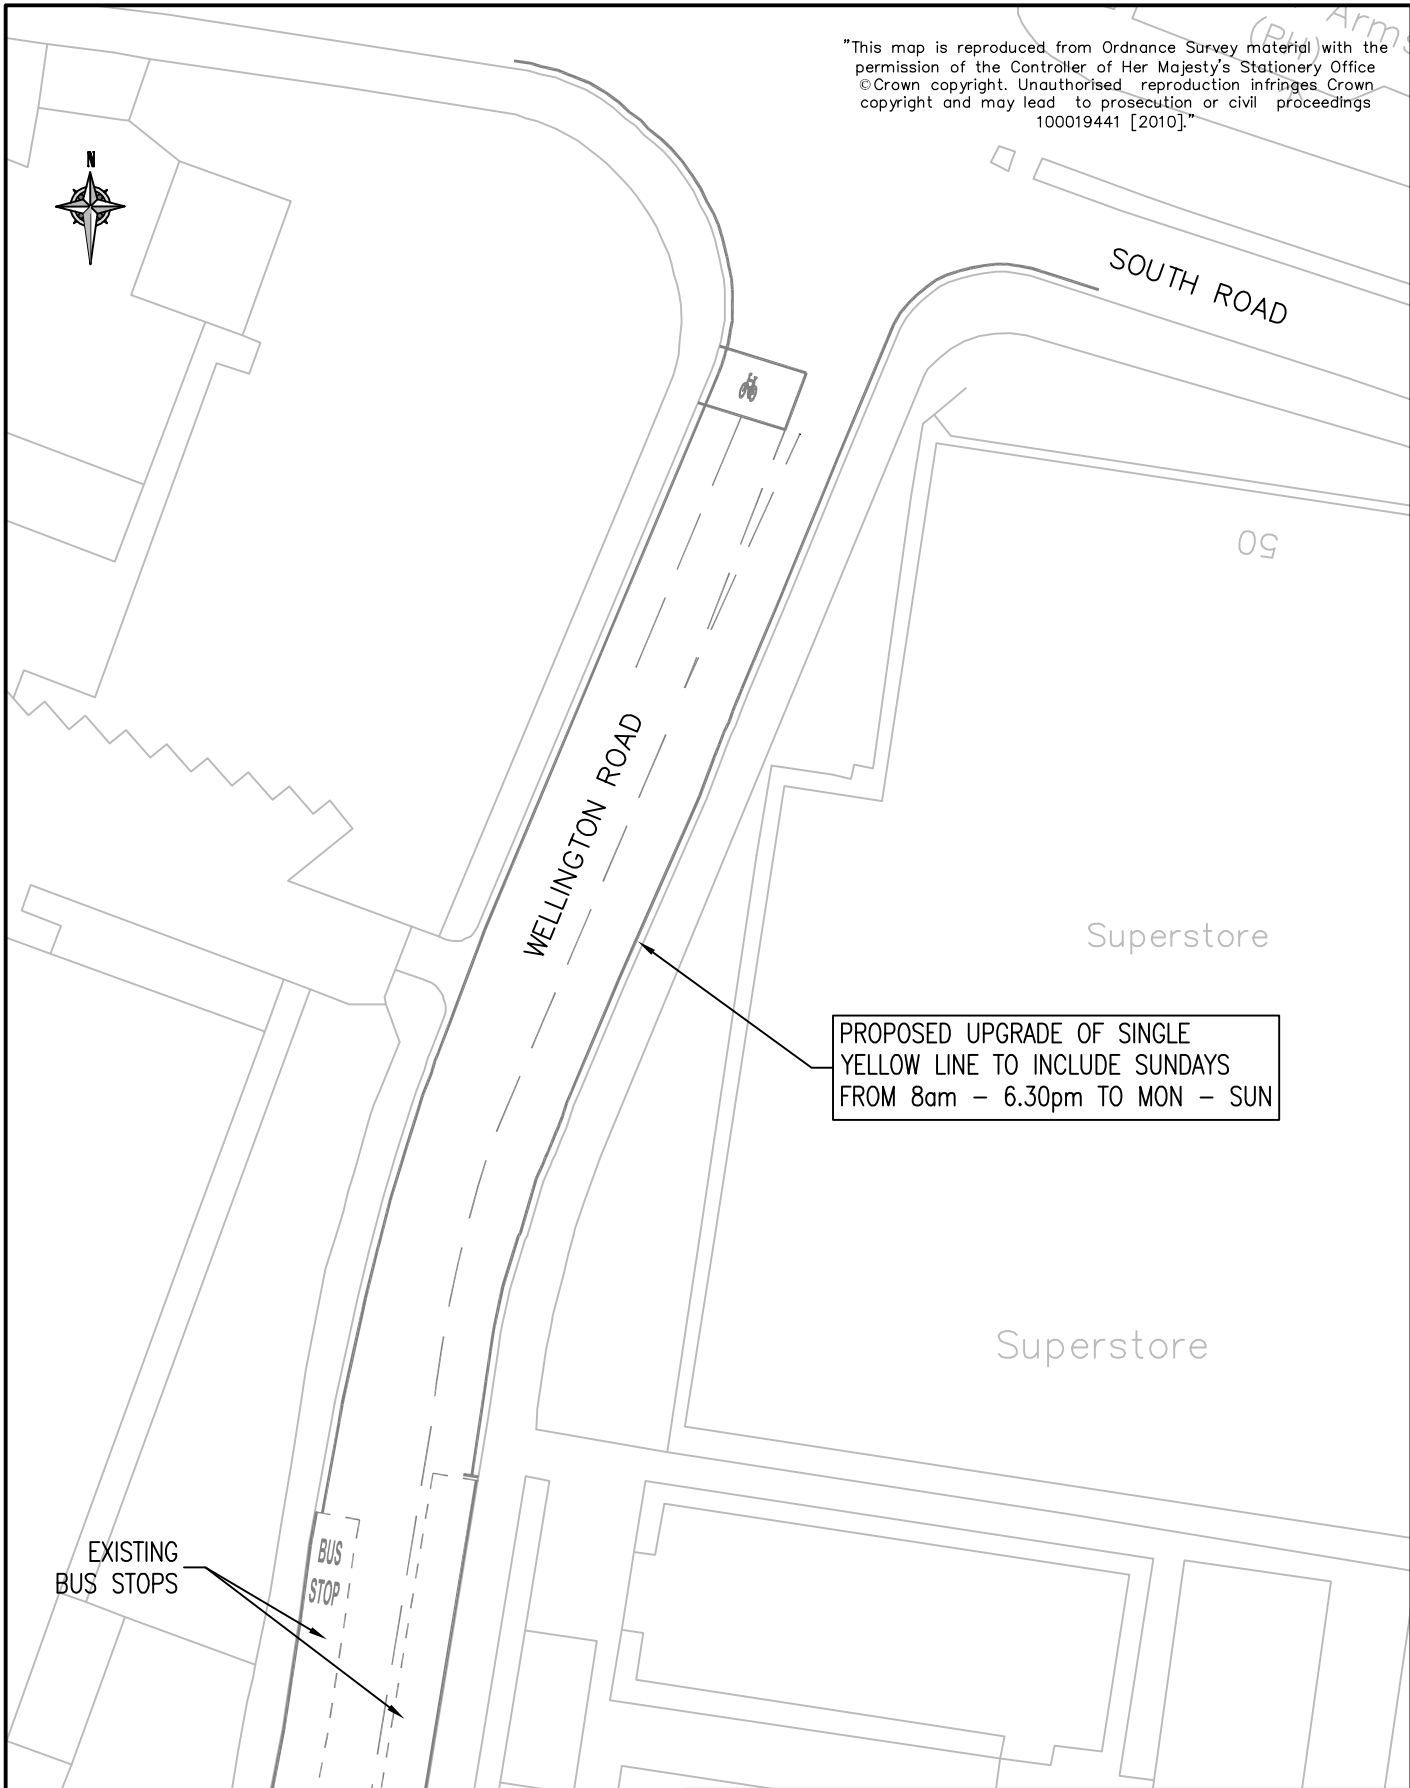 Arms
(PH)
"This map is reproduced from Ordnance Survey material with the
permission of the Controller of Her Majesty's Stationery Office
©Crown copyright. Unauthorised reproduction infringes Crown
copyright and may lead to prosecution or civil proceedings
100019441 [2010]."
N
SOUTH ROAD
50
WELLINGTON ROAD
Superstore
PROPOSED UPGRADE OF SINGLE
YELLOW LINE TO INCLUDE SUNDAYS
FROM 8am - 6.30pm TO MON - SUN
Superstore
EXISTING
BUS STOPS
BUS
STOP